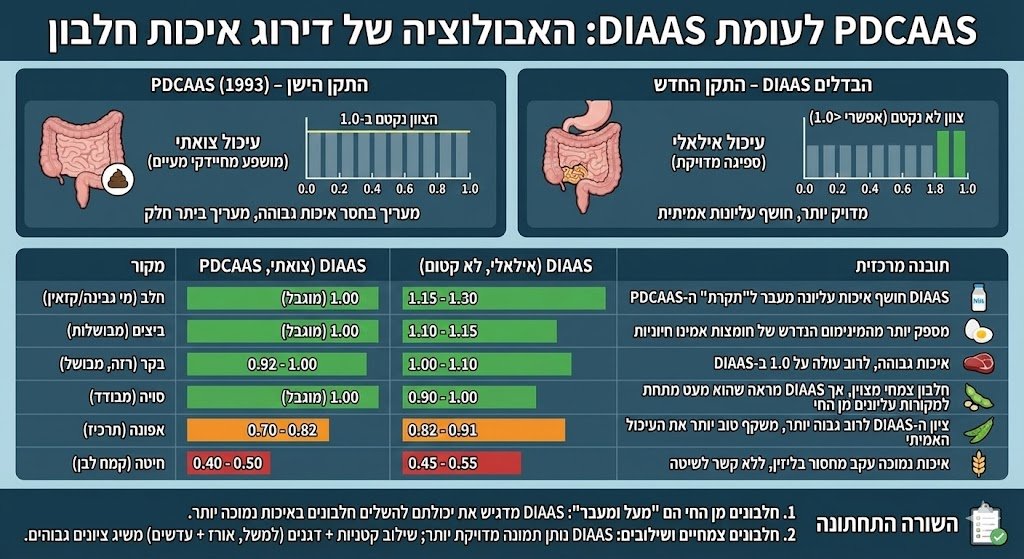 PDCAAS לעומת DIAAS: האבולוציה של דירוג איכות חלבון
הבדלים DIAAS – התקן החדש
עיכול אילאלי
(ספיגה מדויקת)
ציון לא נקטם (אפשרי >1.0)
0.0 0.2 0.4 0.6 1.8 1.0
מדויק יותר, חושף עליונות אמיתית
התקן הישן – PDCAAS (1993)
עיכול צואתי
(מושפע מחיידקי מעיים)
הצוון נקטם ב-1.0
0.0 0.2 0.4 0.6 0.8 1.0
מעריך בחסר איכות גבוהה, מעריך ביתר חלק
תובנה מרכזית DIAAS (אילאלי, לא קטום) DIAAS (צואתי, PDCAAS מקור
Milk
DIAAS חושף איכות עליונה מעבר ל"תקרת" ה-PDCAAS 1.15 - 1.30 1.00 (מוגבל) חלב (מי גבינה/קזאין)
מספק יותר מהמינימום הנדרש של חומצות אמינו חיוניות 1.10 - 1.15 1.00 (מוגבל) ביצים (מבושלות)
איכות גבוהה, לרוב עולה על 1.0 ב-DIAAS 1.00 - 1.10 0.92 - 1.00 בקר (רזה, מבושל)
חלבון צמחי מצוין, אך DIAAS מראה שהוא מעט מתחת
למקורות עליונים מן החי 0.90 - 1.00 1.00 (מוגבל) סויה (מבודד)
ציון ה-DIAAS לרוב גבוה יותר, משקף טוב יותר את העיכול
האמיתי 0.82 - 0.91 0.70 - 0.82 אפונה (תרכיז)
איכות נמוכה עקב מחסור בליזין, ללא קשר לשיטה 0.45 - 0.55 0.40 - 0.50 חיטה (קמח לבן)
השורה התחתונה
1. חלבונים מן החי הם "מעל ומעבר": DIAAS מדגיש את יכולתם להשלים חלבונים באיכות נמוכה יותר.
2. חלבונים צמחיים ושילובים: DIAAS נותן תמונה מדויקת יותר; שילוב קטניות + דגנים (למשל, אורז + עדשים) משיג ציונים גבוהים.